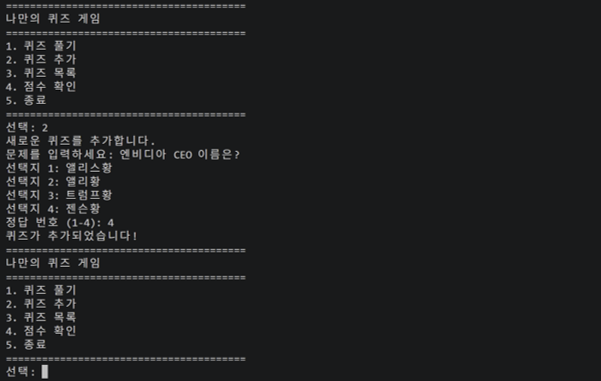 ========================================
나만의 퀴즈 게임
========================================
1. 퀴즈 풀기
2. 퀴즈 추가
3. 퀴즈 목록
4. 점수 확인
5. 종료
========================================
선택: 2
새로운 퀴즈를 추가합니다.
문제를 입력하세요: 엔비디아 CEO 이름은?
선택지 1: 앨리스황
선택지 2: 앨리황
선택지 3: 트럼프황
선택지 4: 젠슨황
정답 번호 (1-4): 4
퀴즈가 추가되었습니다!
========================================
나만의 퀴즈 게임
========================================
1. 퀴즈 풀기
2. 퀴즈 추가
3. 퀴즈 목록
4. 점수 확인
5. 종료
========================================
선택: